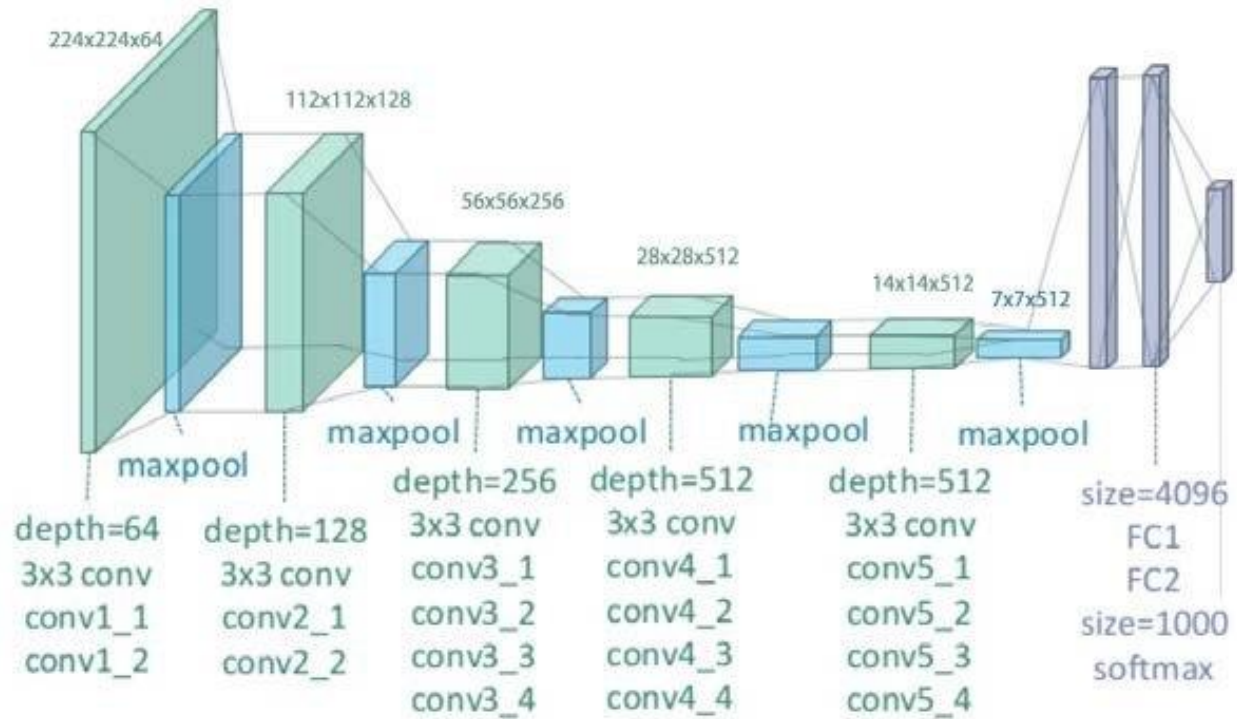 224x224x64
112x112x128
56x56x256
28x28x512
14x14x512
7x7x512
maxpool
maxpool
maxpool
maxpool
maxpool
depth=64
3x3 conv
conv1_1
conv1_2
depth=128
3x3 conv
conv2_1
conv2_2
depth=256
3x3 conv
conv3_1
conv3_2
conv3_3
conv3_4
depth=512
3x3 conv
conv4_1
conv4_2
conv4_3
conv4_4
depth=512
3x3 conv
conv5_1
conv5_2
conv5_3
conv5_4
size=4096
FC1
FC2
size=1000
softmax